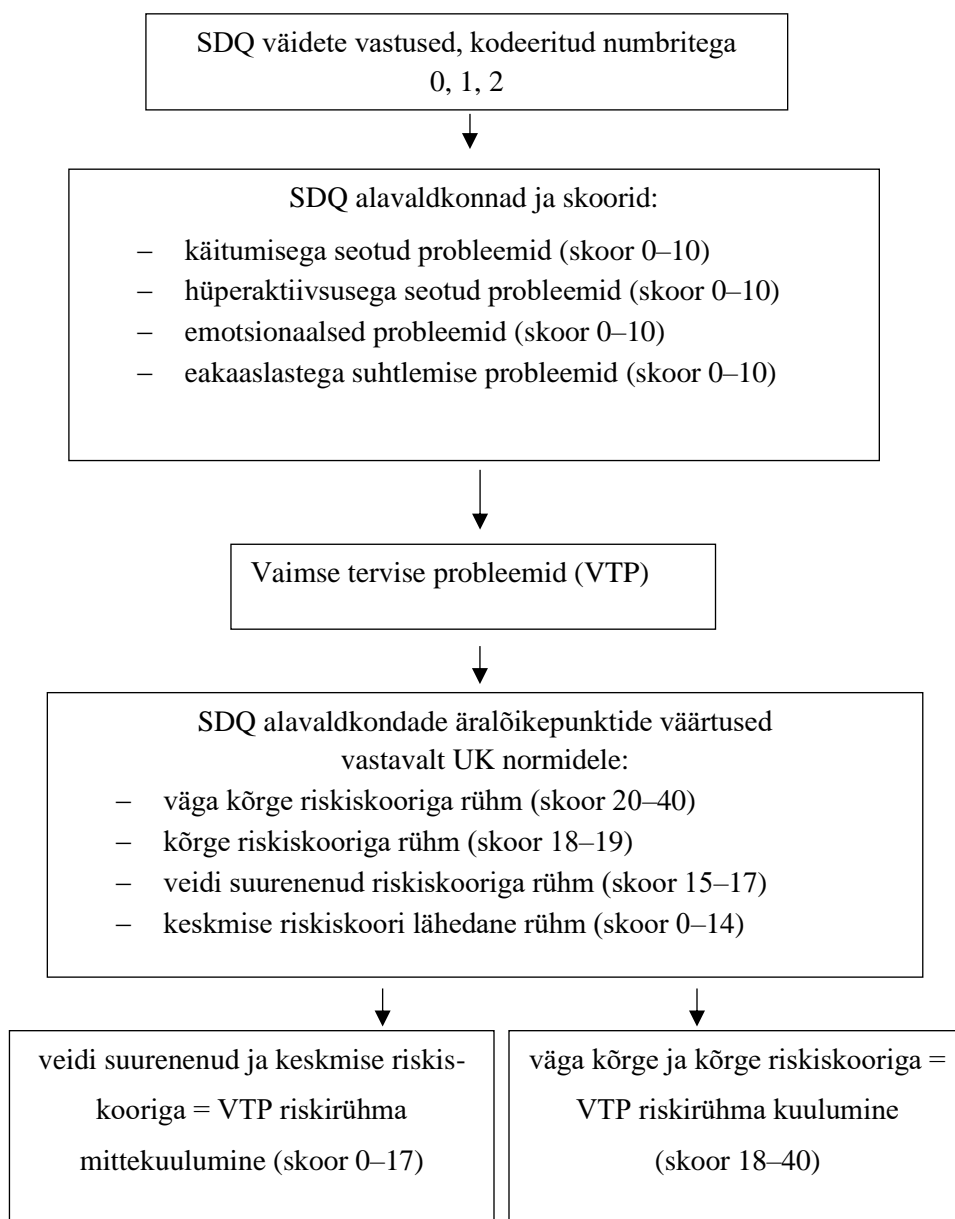 SDQ väidete vastused, kodeeritud numbritega
0, 1, 2
SDQ alavaldkonnad ja skoorid:
– käitumisega seotud probleemid (skoor 0–10)
– hüperaktiivsusega seotud probleemid (skoor 0–10)
– emotsionaalsed probleemid (skoor 0–10)
– eakaaslastega suhtlemise probleemid (skoor 0–10)
Vaimse tervise probleemid (VTP)
SDQ alavaldkondade äralõikepunktide väärtused
vastavalt UK normidele:
– väga kõrge riskiskooriga rühm (skoor 20–40)
– kõrge riskiskooriga rühm (skoor 18–19)
– veidi suurenenud riskiskooriga rühm (skoor 15–17)
– keskmise riskiskoori lähedane rühm (skoor 0–14)
veidi suurenenud ja keskmise riskis-
kooriga = VTP riskirühma
mittekuulumine (skoor 0–17)
väga kõrge ja kõrge riskiskooriga =
VTP riskirühma kuulumine
(skoor 18–40)